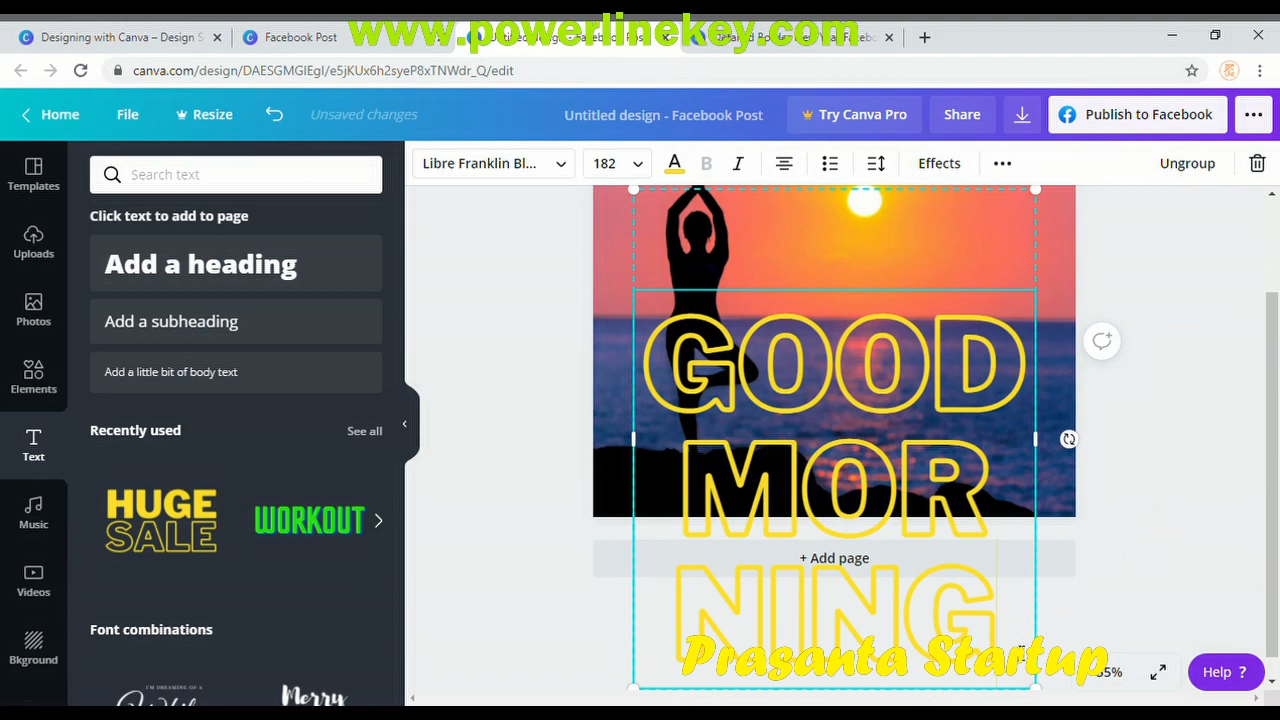 www.powerlinekey.com
Designing with Canva – Design S
Facebook Post
canva.com/design/DAESGMGlEgI/e5jKUx6h2syeP8xTNWdr_Q/edit
Home
File
Resize
Unsaved changes
Untitled design - Facebook Post
Try Canva Pro
Share
Publish to Facebook
Templates
Uploads
Photos
Elements
Text
Music
Videos
Bkground
Search text
Click text to add to page
Add a heading
Add a subheading
Add a little bit of body text
Recently used
See all
HUGE
SALE
WORKOUT
Font combinations
I'M DREAMING OF A
Merry
Libre Franklin Bl...
182
A
B
I
Effects
Ungroup
GOOD
MOR
NING
+ Add page
Prasanta Startup
Help ?